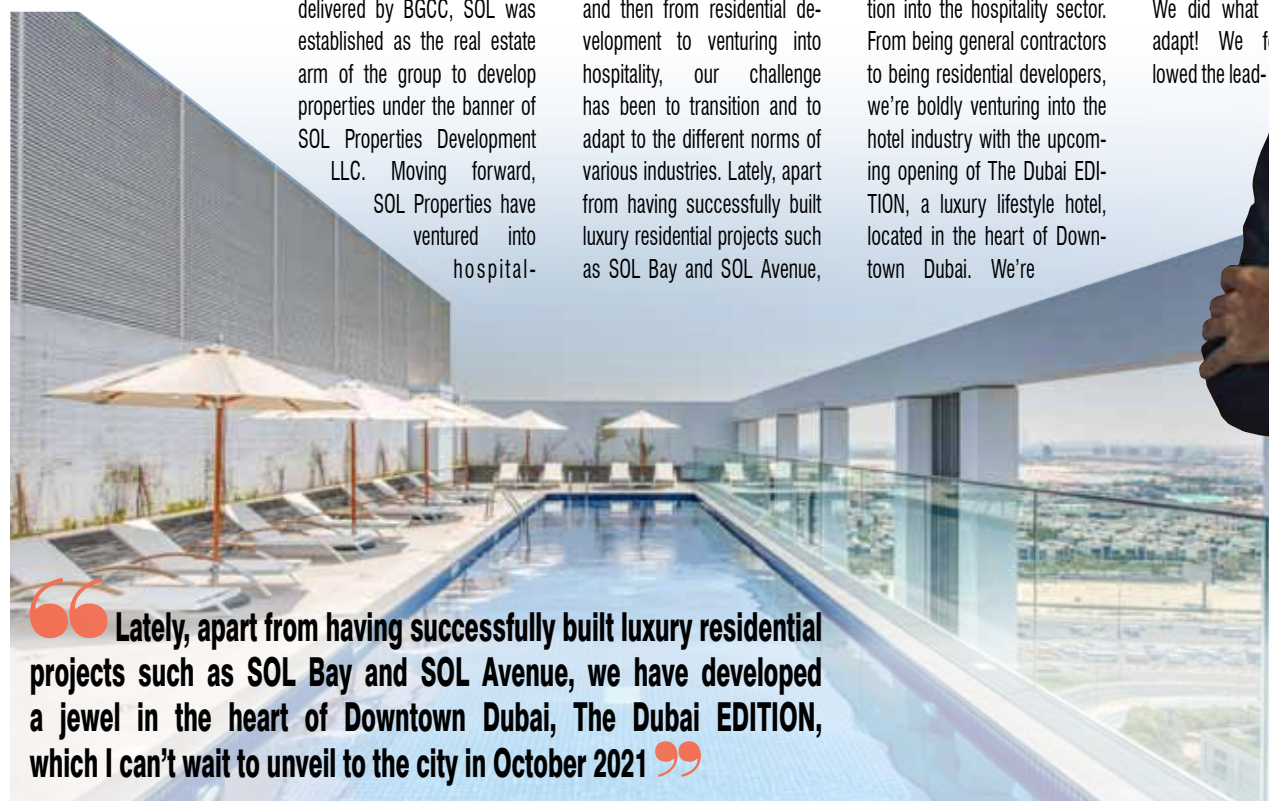 delivered by BGCC, SOL was
established as the real estate
arm of the group to develop
properties under the banner of
SOL Properties Development
LLC. Moving forward,
SOL Properties have
ventured into
hospital-
and then from residential de-
velopment to venturing into
hospitality, our challenge
has been to transition and to
adapt to the different norms of
various industries. Lately, apart
from having successfully built
luxury residential projects such
as SOL Bay and SOL Avenue,
tion into the hospitality sector.
From being general contractors
to being residential developers,
we're boldly venturing into the
hotel industry with the upcom-
ing opening of The Dubai EDI-
TION, a luxury lifestyle hotel,
located in the heart of Down-
town Dubai. We're
We did what
adapt! We
lowed the lead-
“ Lately, apart from having successfully built luxury residential
projects such as SOL Bay and SOL Avenue, we have developed
a jewel in the heart of Downtown Dubai, The Dubai EDITION,
which I can't wait to unveil to the city in October 2021 ”